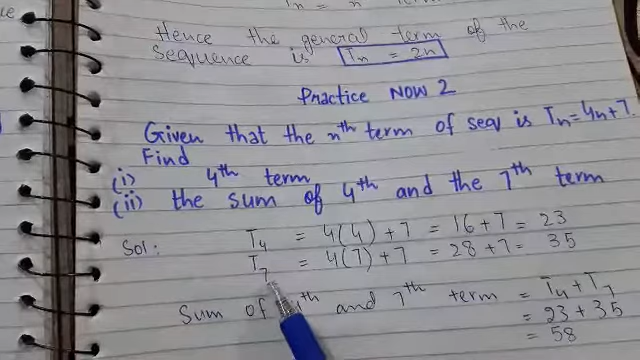 Tn = n
Hence the general term of the
sequence is Tn = 2n
Practice Now 2
Given that the nth term of seq is Tn = 4n + 7.
Find
(i) 4th term
(ii) the sum of 4th and the 7th term
Sol: T4 = 4(4) + 7 = 16 + 7 = 23
T7 = 4(7) + 7 = 28 + 7 = 35
Sum of 4th and 7th term = T4 + T7
= 23 + 35
= 58